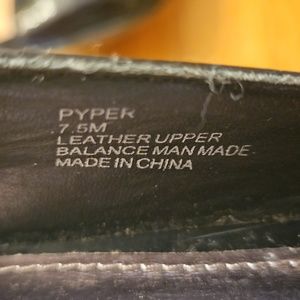 PYPER
7.5M
LEATHER UPPER
BALANCE MAN MADE
MADE IN CHINA